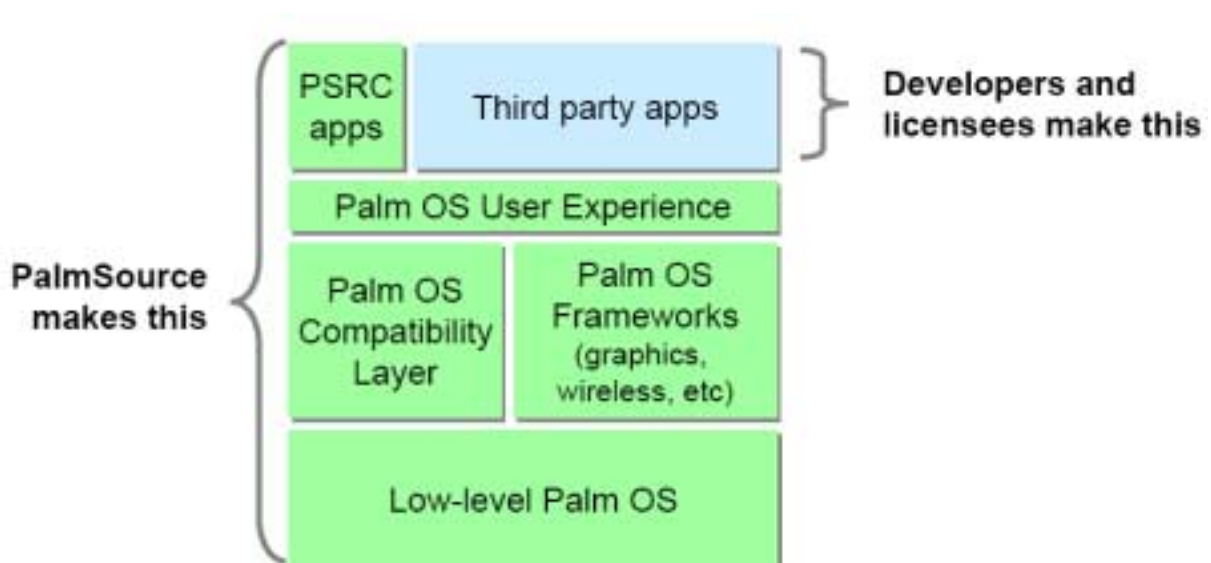 PSRC
apps
Third party apps
Developers and
licensees make this
Palm OS User Experience
PalmSource
makes this
Palm OS
Compatibility
Layer
Palm OS
Frameworks
(graphics,
wireless, etc)
Low-level Palm OS